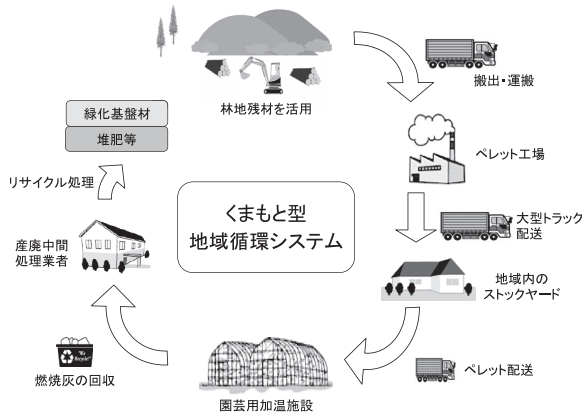 林地残材を活用
搬出・運搬
ペレット工場
大型トラック
配送
地域内の
ストックヤード
ペレット配送
園芸用加温施設
We
Recycle!
燃焼灰の回収
産廃中間
処理業者
リサイクル処理
緑化基盤材
堆肥等
くまもと型
地域循環システム